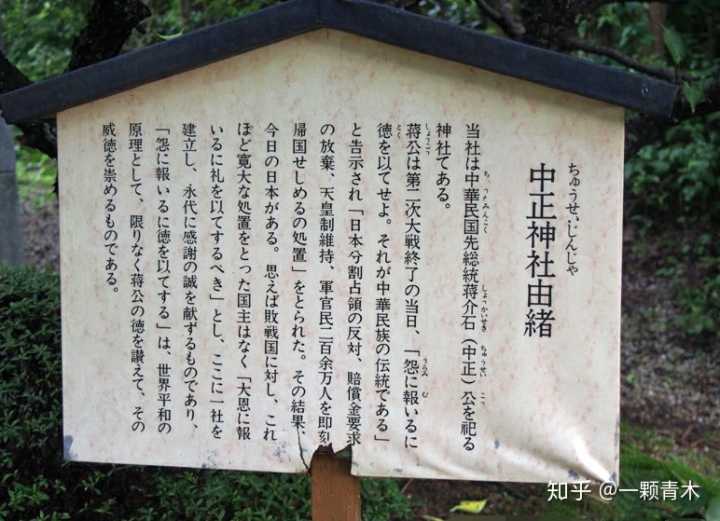 中正神社由緒
ちゅうせいじんじゃ
当社は中華民国先総統蒋介石（中正）公を祀る
神社てある。
蒋公は第二次大戦終了の当日、「怨に報いるに
徳を以てせよ。それが中華民族の伝統である」
と告示され「日本分割占領の反対、賠償金要求
の放棄、天皇制維持、軍官民二百余万人を即刻
帰国せしめるの処置」をとられた。その結果、
今日の日本がある。思えば敗戦国に対し、これ
ほど寛大な処置をとった国主はなく「大恩に報
いるに礼を以てするべき」とし、ここに一社を
建立し、永代に感謝の誠を献ずるものであり、
「怨に報いるに徳を以てする」は、世界平和の
原理として、限りなく蒋公の徳を讃えて、その
威徳を崇めるものである。
知乎 @一颗青木